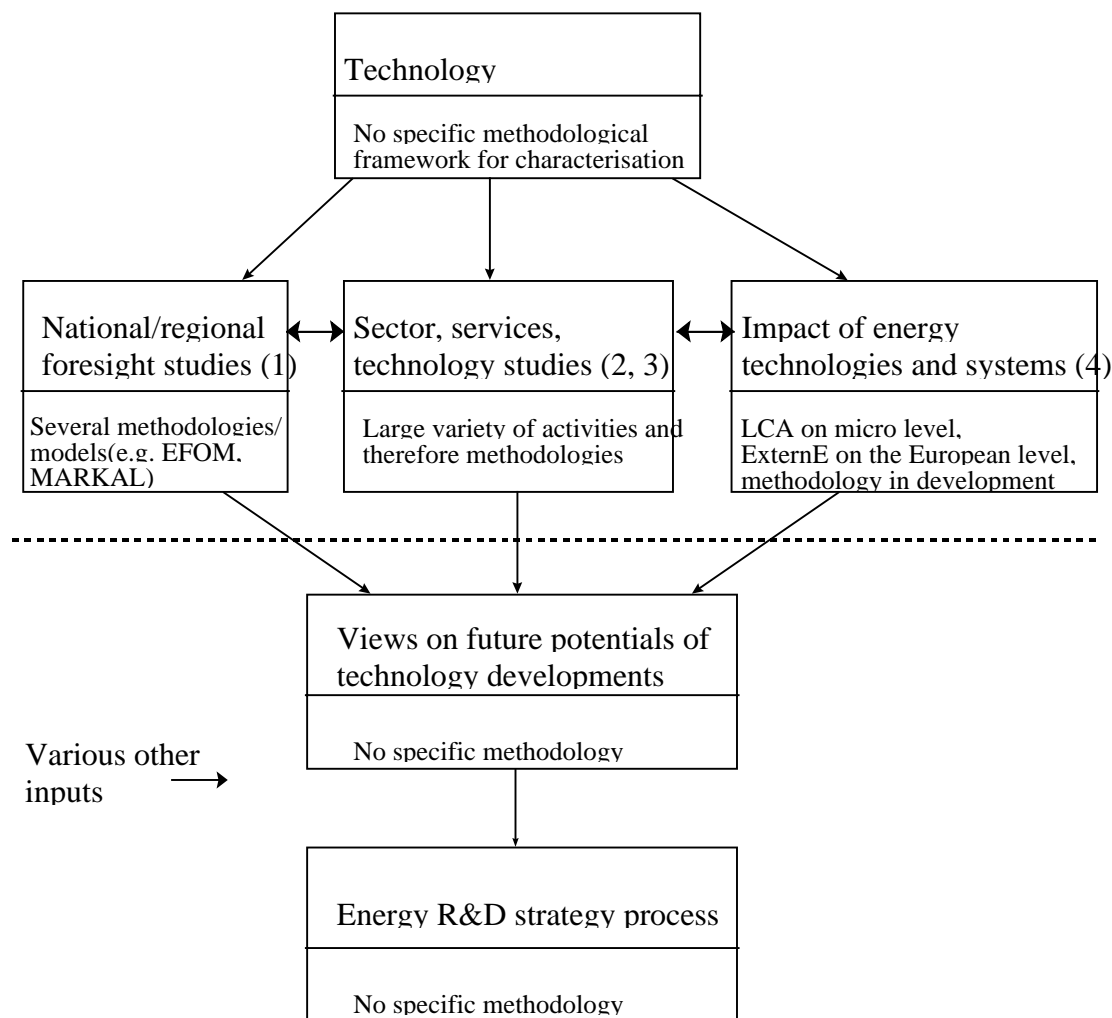 Technology
No specific methodological
framework for characterisation
National/regional
foresight studies (1)
Several methodologies/
models(e.g. EFOM,
MARKAL)
Sector, services,
technology studies (2, 3)
Large variety of activities and
therefore methodologies
Impact of energy
technologies and systems (4)
LCA on micro level,
ExternE on the European level,
methodology in development
Views on future potentials of
technology developments
No specific methodology
Various other
inputs
Energy R&D strategy process
No specific methodology